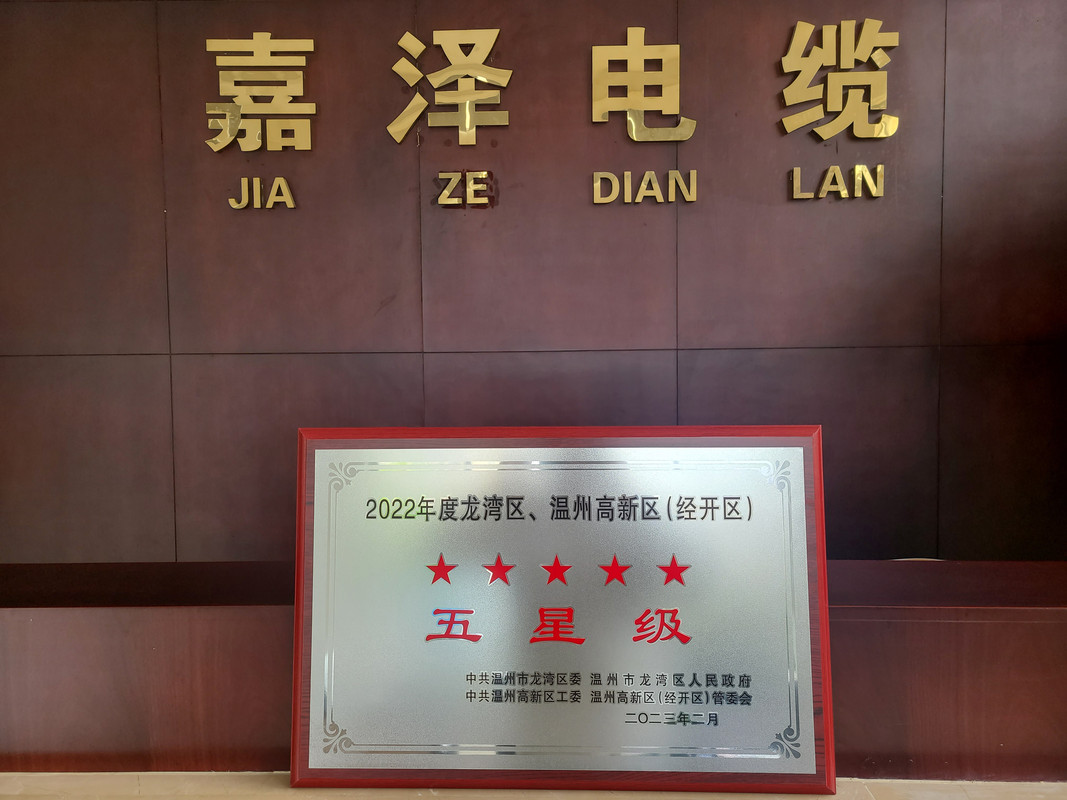 嘉泽电缆
JIA ZE DIAN LAN
2022年度龙湾区、温州高新区(经开区)
五星级
中共温州市龙湾区委 温州市龙湾区人民政府
中共温州高新区工委 温州高新区(经开区)管委会
二〇二三年二月